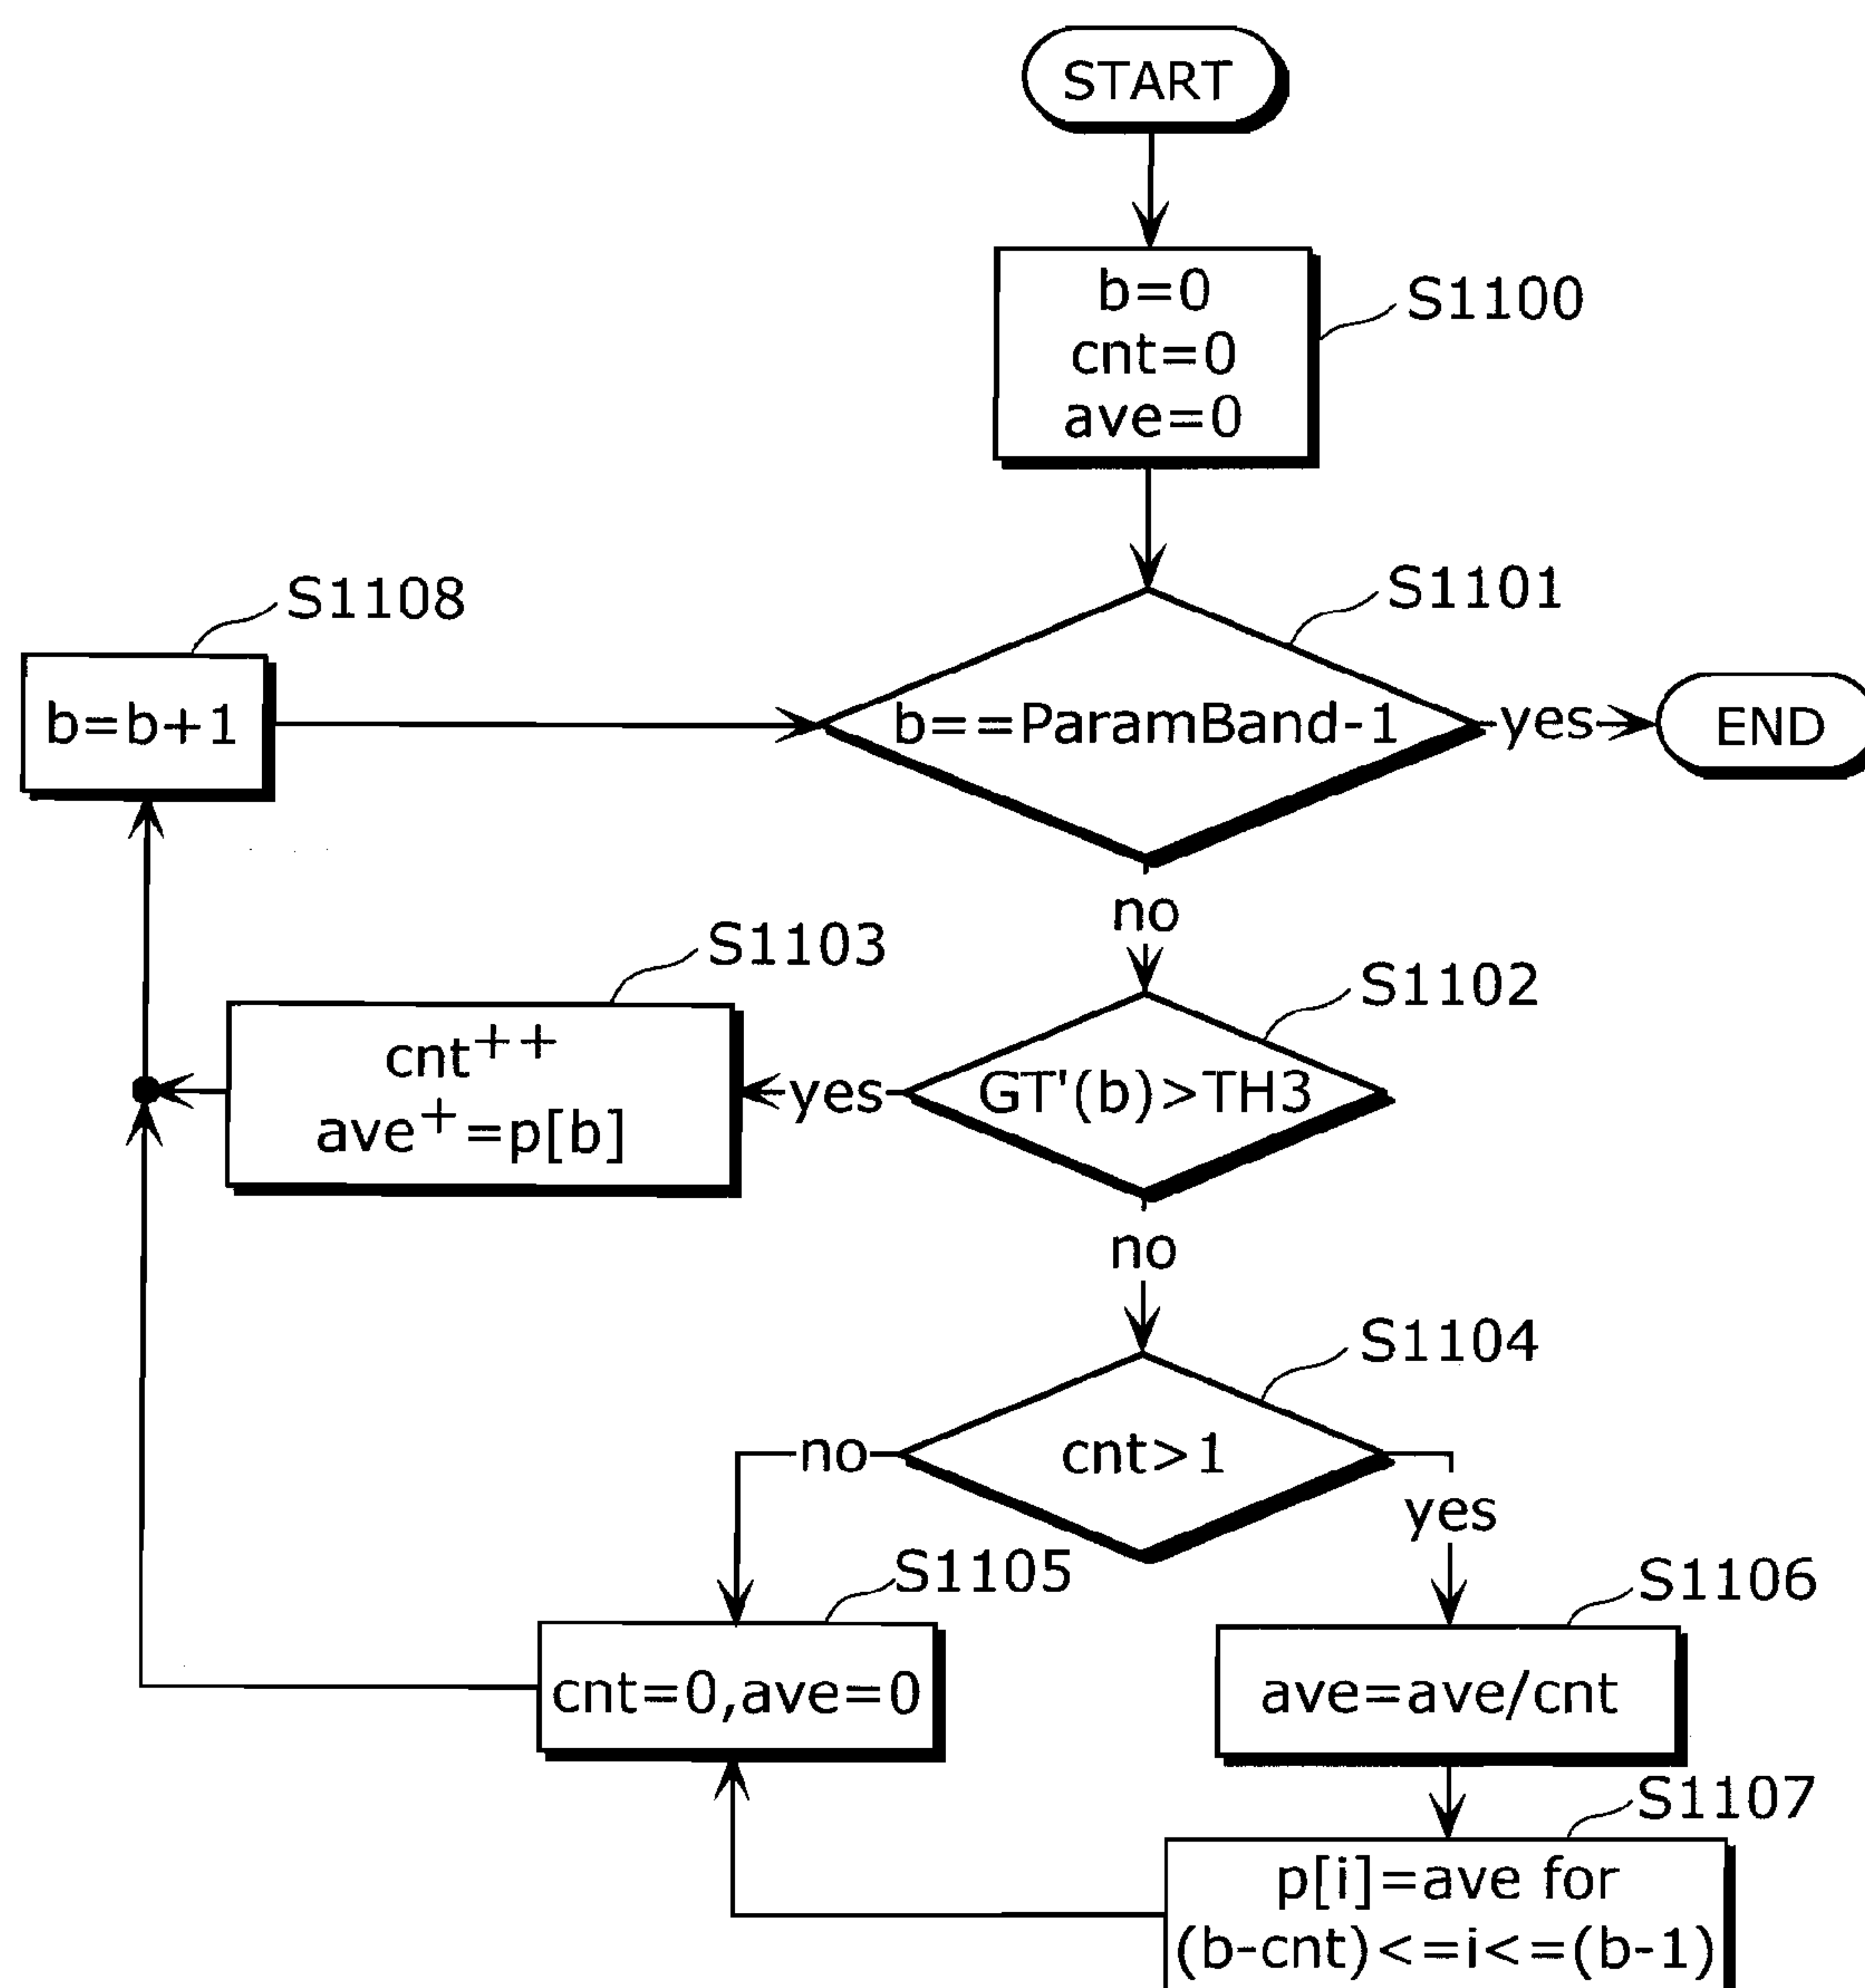 START
b=0
cnt=0
ave=0
S1100
S1101
S1108
b=b+1
b==ParamBand-1
yes
END
no
S1103
S1102
cnt++
ave+=p[b]
yes
GT'(b)>TH3
no
S1104
no
cnt>1
yes
S1105
S1106
cnt=0,ave=0
ave=ave/cnt
S1107
p[i]=ave for
(b-cnt)<=i<=(b-1)